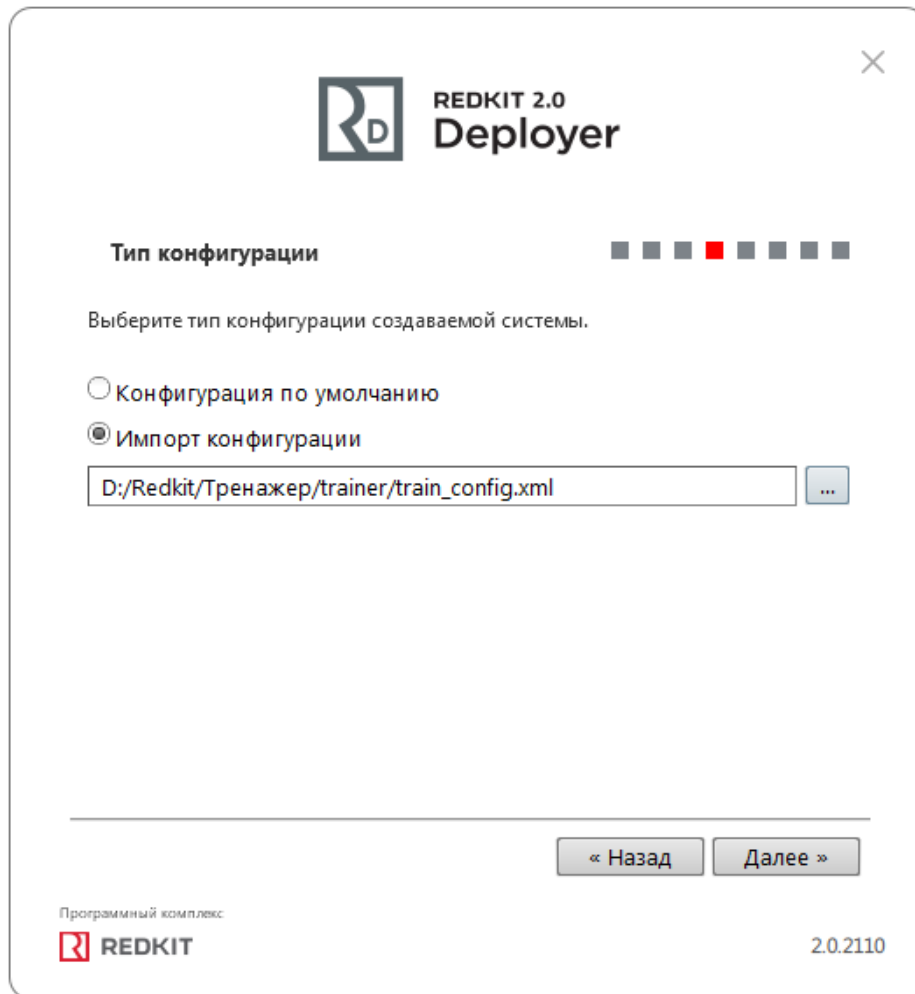 REDKIT 2.0
Deployer
Тип конфигурации
Выберите тип конфигурации создаваемой системы.
Конфигурация по умолчанию
Импорт конфигурации
D:/Redkit/Тренажер/trainer/train_config.xml
...
« Назад
Далее »
Программный комплекс
REDKIT
2.0.2110